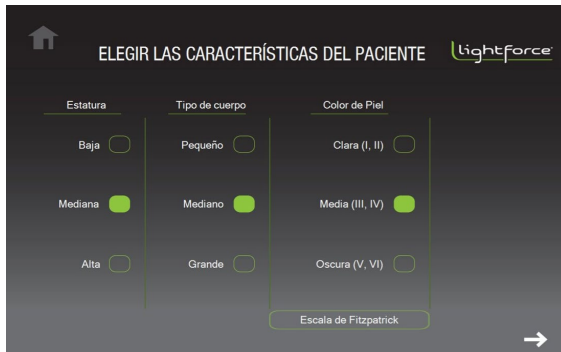 ELEGIR LAS CARACTERÍSTICAS DEL PACIENTE
lightforce
Estatura
Tipo de cuerpo
Color de Piel
Baja
Pequeño
Clara (I, II)
Mediana
Mediano
Media (III, IV)
Alta
Grande
Oscura (V, VI)
Escala de Fitzpatrick